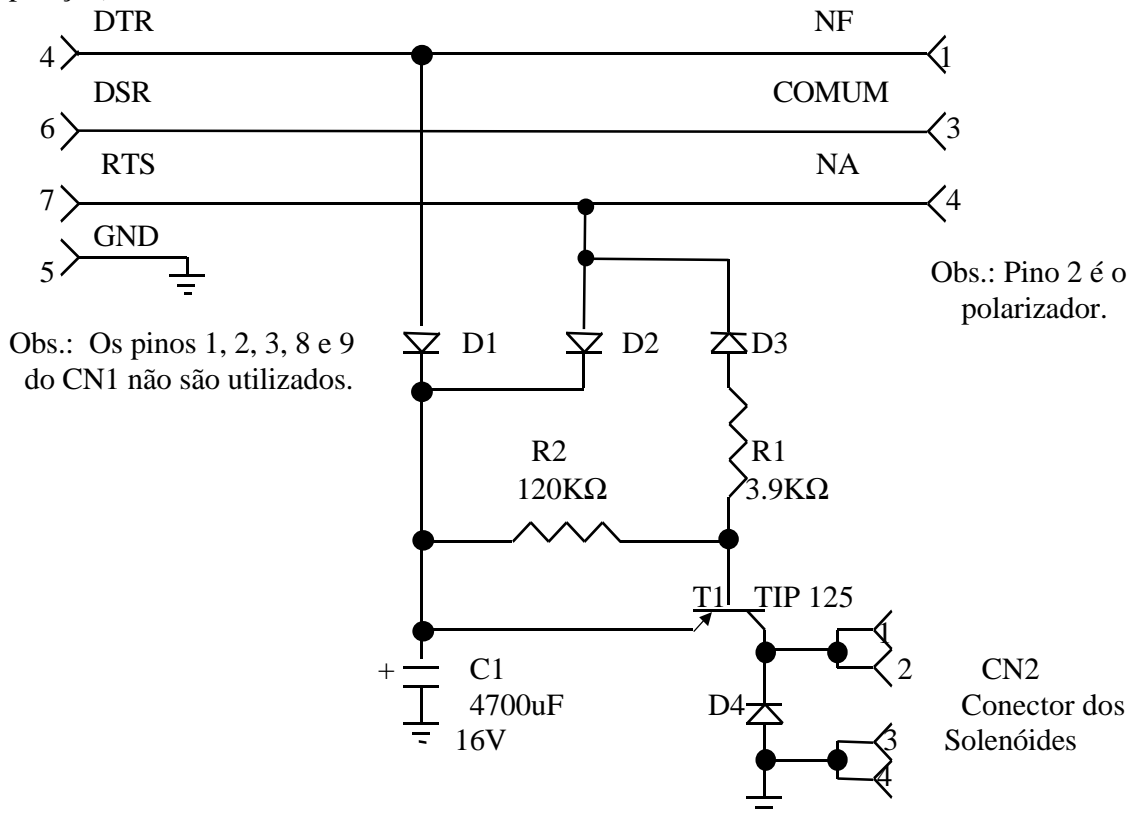 DTR
NF
4
1
DSR
COMUM
6
3
RTS
NA
7
4
GND
5
Obs.: Pino 2 é o
polarizador.
Obs.: Os pinos 1, 2, 3, 8 e 9
do CN1 não são utilizados.
D1
D2
D3
R2
120KΩ
R1
3.9KΩ
T1
TIP 125
1
2
CN2
Conector dos
Solenóides
+
C1
4700uF
16V
D4
3
4